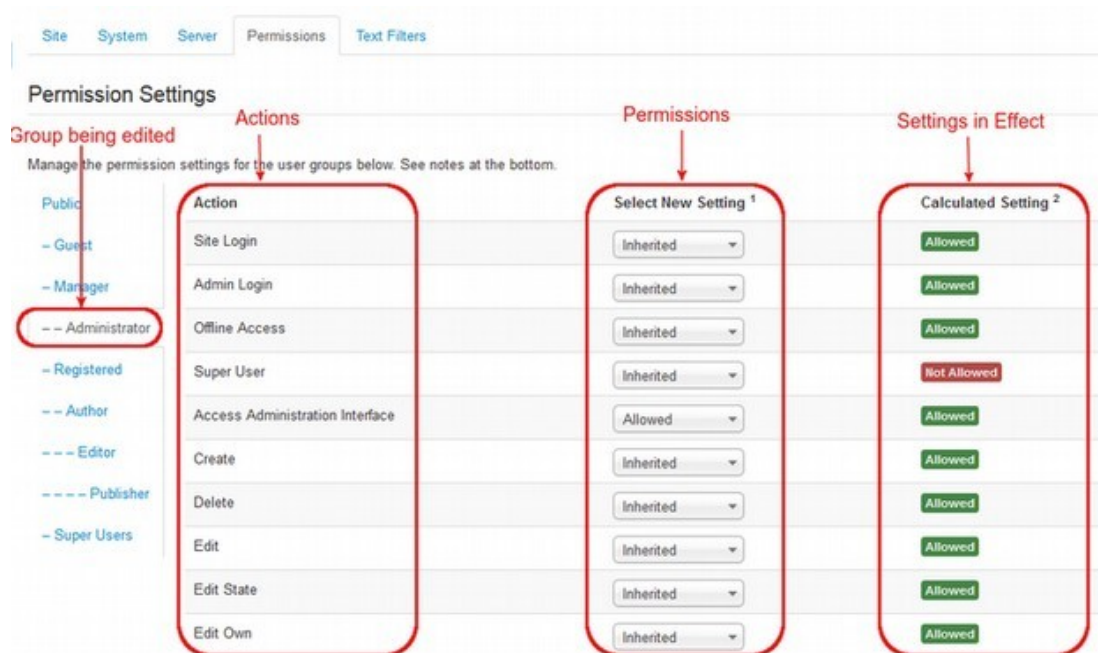 Site System Server Permissions Text Filters
Permission Settings
Actions Permissions Settings in Effect
Group being edited
Manage the permission settings for the user groups below. See notes at the bottom.
Public Action Select New Setting 1 Calculated Setting 2
– Guest Site Login Inherited Allowed
– Manager Admin Login Inherited Allowed
– – Administrator Offline Access Inherited Allowed
– Registered Super User Inherited Not Allowed
– – Author Access Administration Interface Allowed Allowed
– – – Editor Create Inherited Allowed
– – – – Publisher Delete Inherited Allowed
– Super Users Edit Inherited Allowed
Edit State Inherited Allowed
Edit Own Inherited Allowed